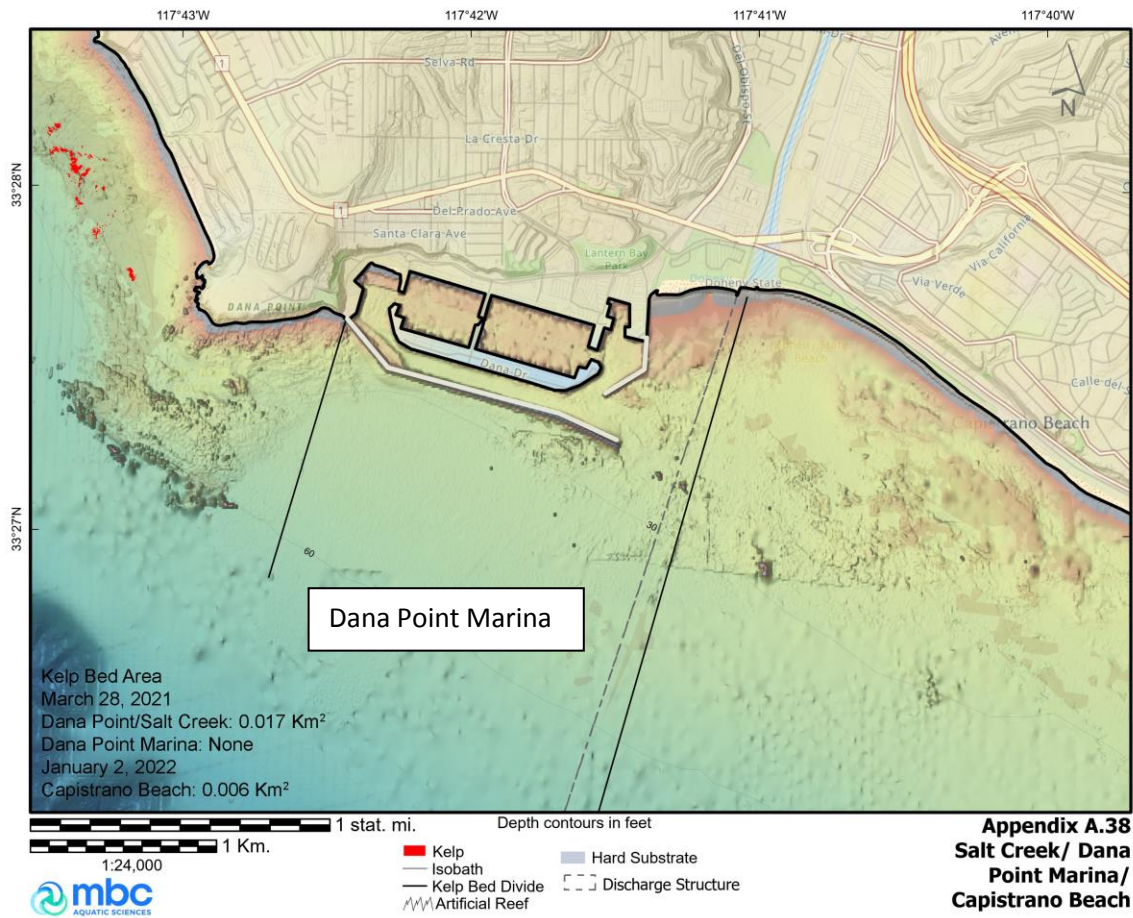 117°43'W
117°42'W
117°41'W
117°40'W
33°28'N
33°27'N
1
Selva Rd
Del Obispo St
La Cresta Dr
1
Del Prado Ave
Santa Clara Ave
Lantern Bay
Park
Via California
Via Verde
Doheny State
DANA POINT
Dana Dr
Calle del S
Capistrano Beach
30
60
Dana Point Marina
Kelp Bed Area
March 28, 2021
Dana Point/Salt Creek: 0.017 Km²
Dana Point Marina: None
January 2, 2022
Capistrano Beach: 0.006 Km²
1 stat. mi.
1 Km.
1:24,000
Depth contours in feet
Kelp
Isobath
Kelp Bed Divide
Artificial Reef
Hard Substrate
Discharge Structure
mbc
AQUATIC SCIENCES
Appendix A.38
Salt Creek/ Dana
Point Marina/
Capistrano Beach